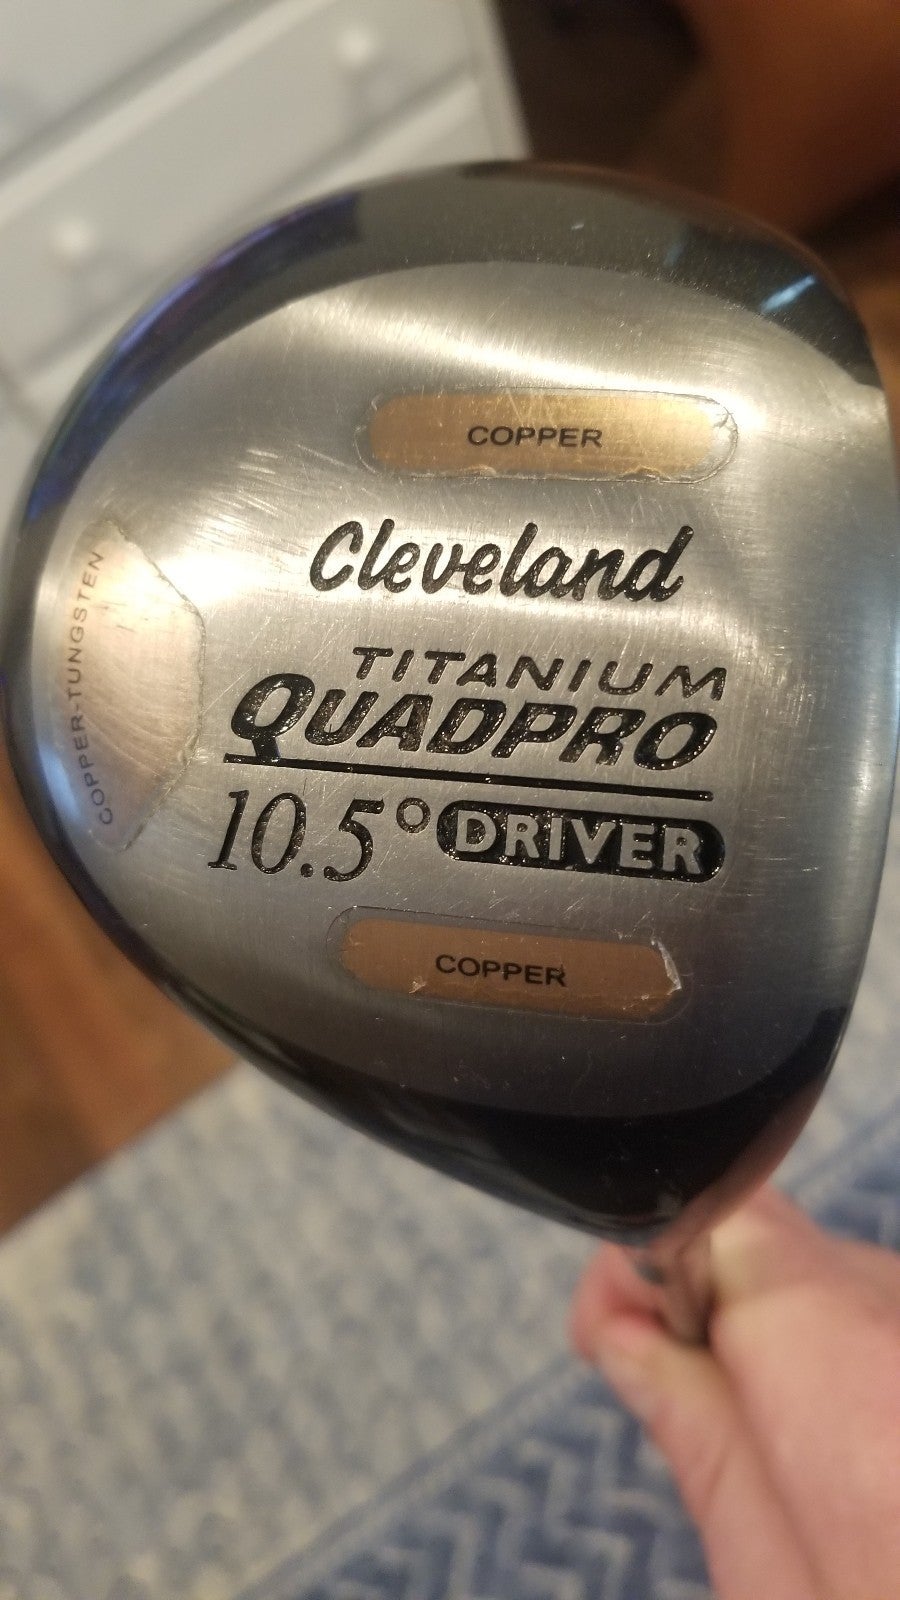 COPPER
Cleveland
COPPER-TUNGSTEN
TITANIUM
QUADPRO
10.5° DRIVER
COPPER